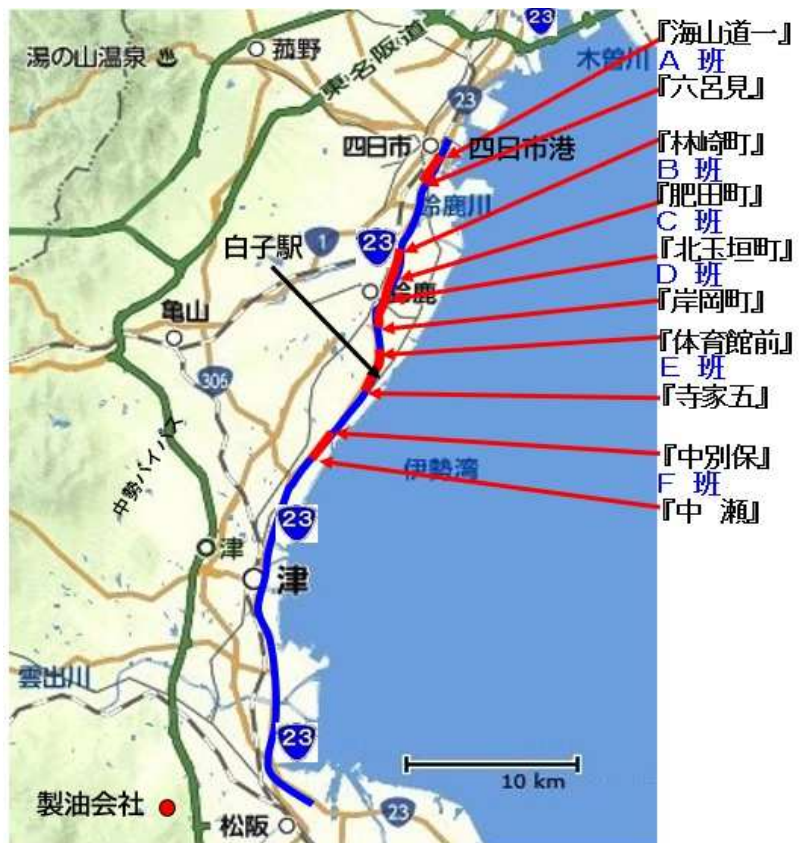 23
『海山道一』
湯の山温泉
菰野
東名阪道
木曽川
A 班
『六呂見』
23
四日市
四日市港
『林崎町』
B 班
鈴鹿川
『肥田町』
C 班
白子駅
1
23
『北玉垣町』
D 班
鈴鹿
『岸岡町』
亀山
『体育館前』
E 班
306
『寺家五』
中勢バイパス
伊勢湾
『中別保』
F 班
『中 瀬』
23
津
津
雲出川
23
10 km
製油会社
松阪
23